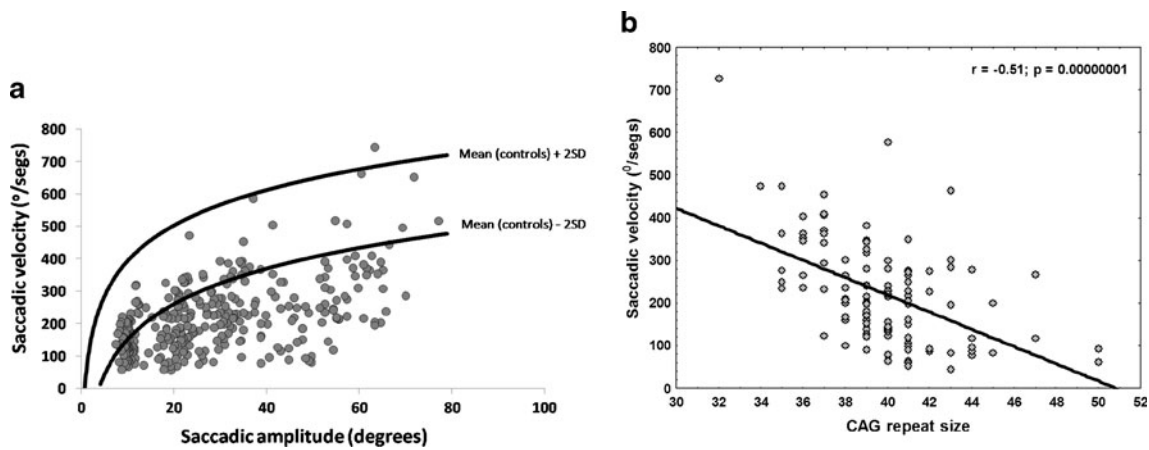 a
Saccadic velocity (º/segs)
800
700
600
500
400
300
200
100
0
Mean (controls) + 2SD
Mean (controls) – 2SD
0 20 40 60 80 100
Saccadic amplitude (degrees)
b
Saccadic velocity (⁰/segs)
800
700
600
500
400
300
200
100
0
r = -0.51; p = 0.00000001
30 32 34 36 38 40 42 44 46 48 50 52
CAG repeat size